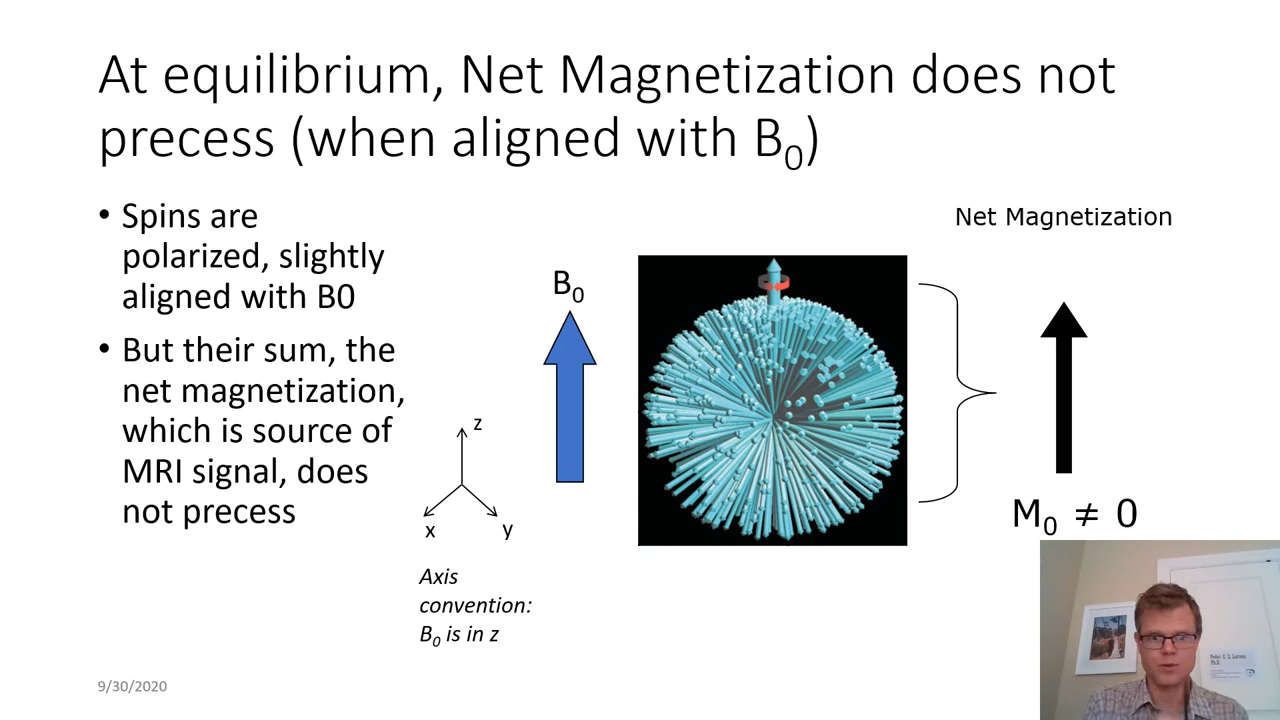 At equilibrium, Net Magnetization does not
precess (when aligned with B₀)
• Spins are
polarized, slightly
aligned with B0
• But their sum, the
net magnetization,
which is source of
MRI signal, does
not precess
B₀
z
x
y
Axis
convention:
B₀ is in z
Net Magnetization
M₀ ≠ 0
9/30/2020
Ph.D